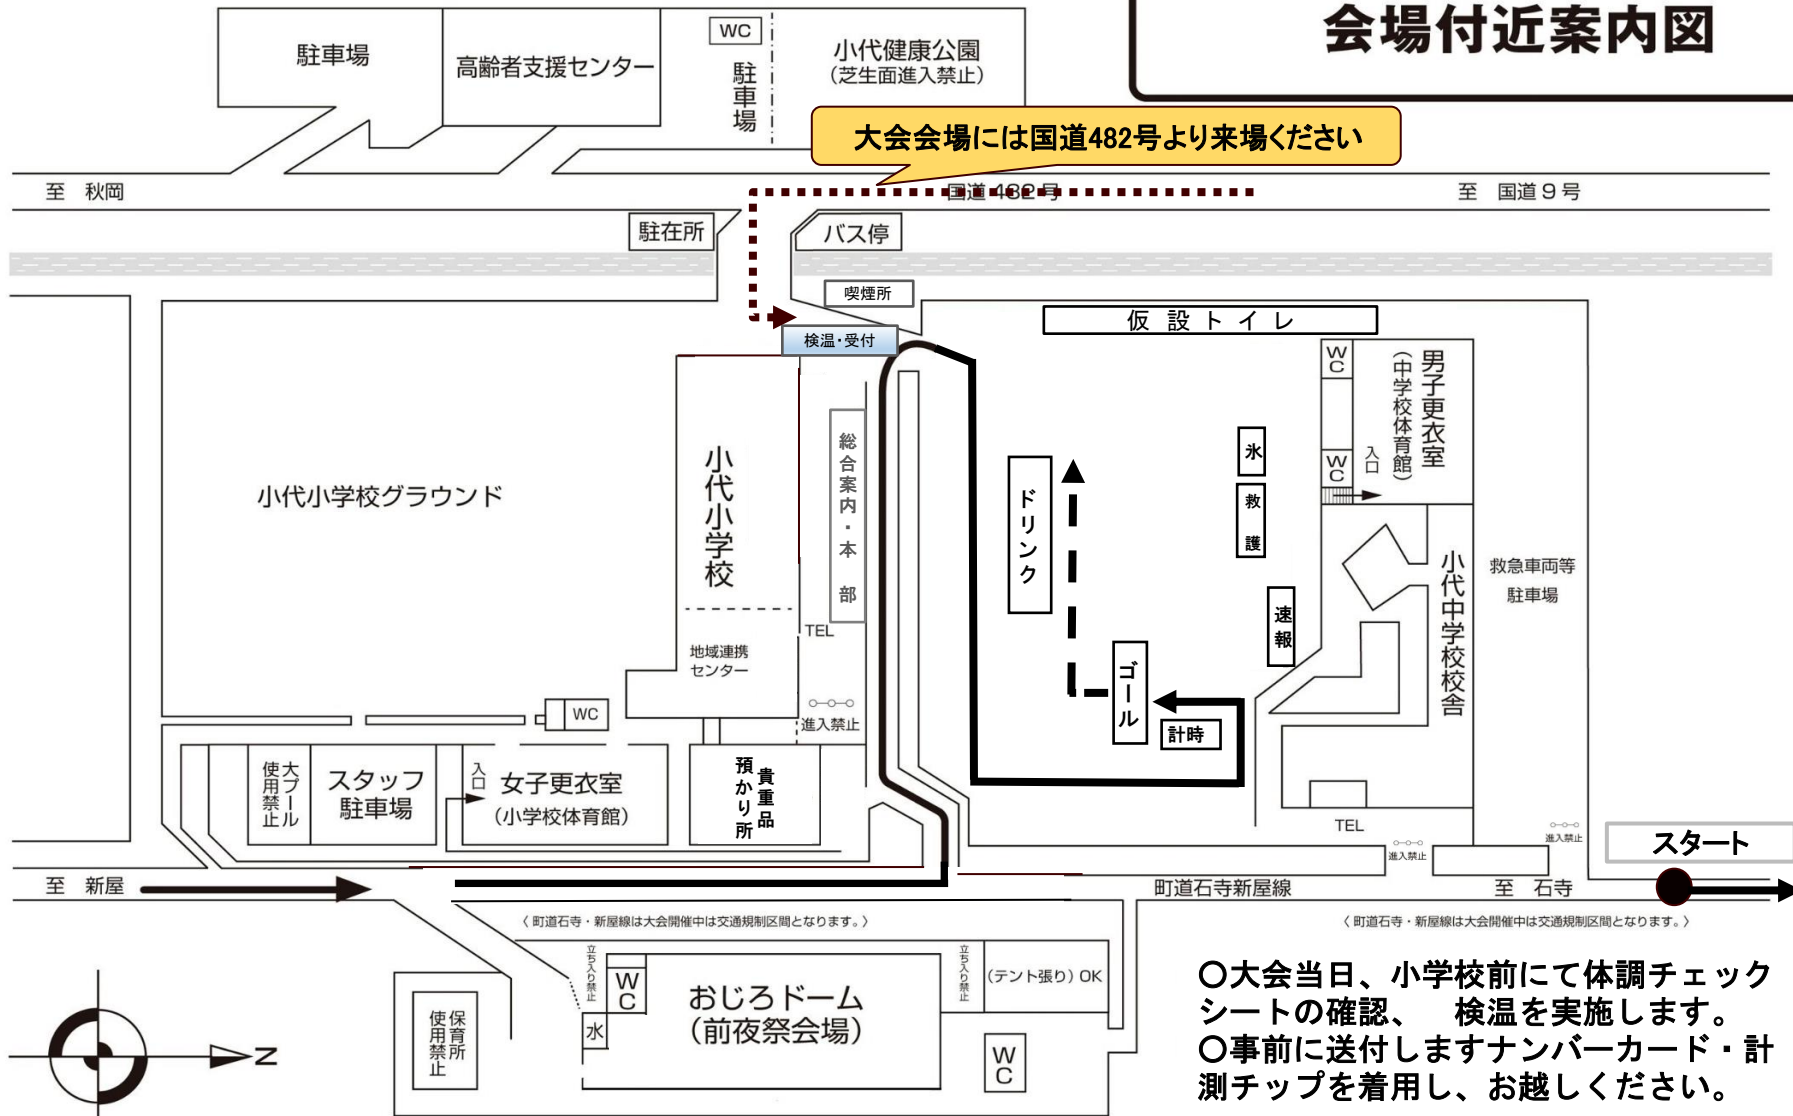 会場付近案内図
駐車場
高齢者支援センター
WC
駐車場
小代健康公園
(芝生面進入禁止)
大会会場には国道482号より来場ください
至 秋岡
国道 482号
至 国道9号
駐在所
バス停
喫煙所
検温・受付
仮設トイレ
小代小学校グラウンド
小代小学校
地域連携
センター
総合案内・本 部
TEL
進入禁止
ドリンク
ゴール
計時
氷
救護
速報
WC
WC
入口
男子更衣室
(中学校体育館)
小代中学校校舎
救急車両等
駐車場
WC
大プール
使用禁止
スタッフ
駐車場
入口
女子更衣室
(小学校体育館)
貴重品
預かり所
TEL
進入禁止
進入禁止
スタート
至 新屋
町道石寺新屋線
至 石寺
〈 町道石寺・新屋線は大会開催中は交通規制区間となります。〉
〈 町道石寺・新屋線は大会開催中は交通規制区間となります。〉
立ち入り禁止
WC
水
おじろドーム
(前夜祭会場)
立ち入り禁止
(テント張り) OK
WC
保育所
使用禁止
N
〇大会当日、小学校前にて体調チェック
シートの確認、 検温を実施します。
〇事前に送付しますナンバーカード・計
測チップを着用し、お越しください。